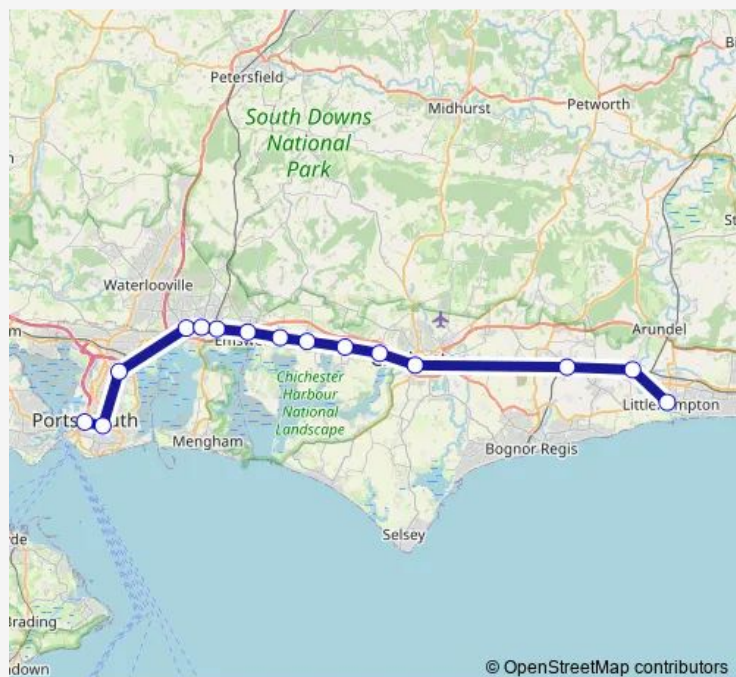 Petersfield
Midhurst
Petworth
South Downs
National
Park
Waterlooville
Arundel
Chichester
Harbour
National
Landscape
Mengham
Bognor Regis
Selsey
© OpenStreetMap contributors